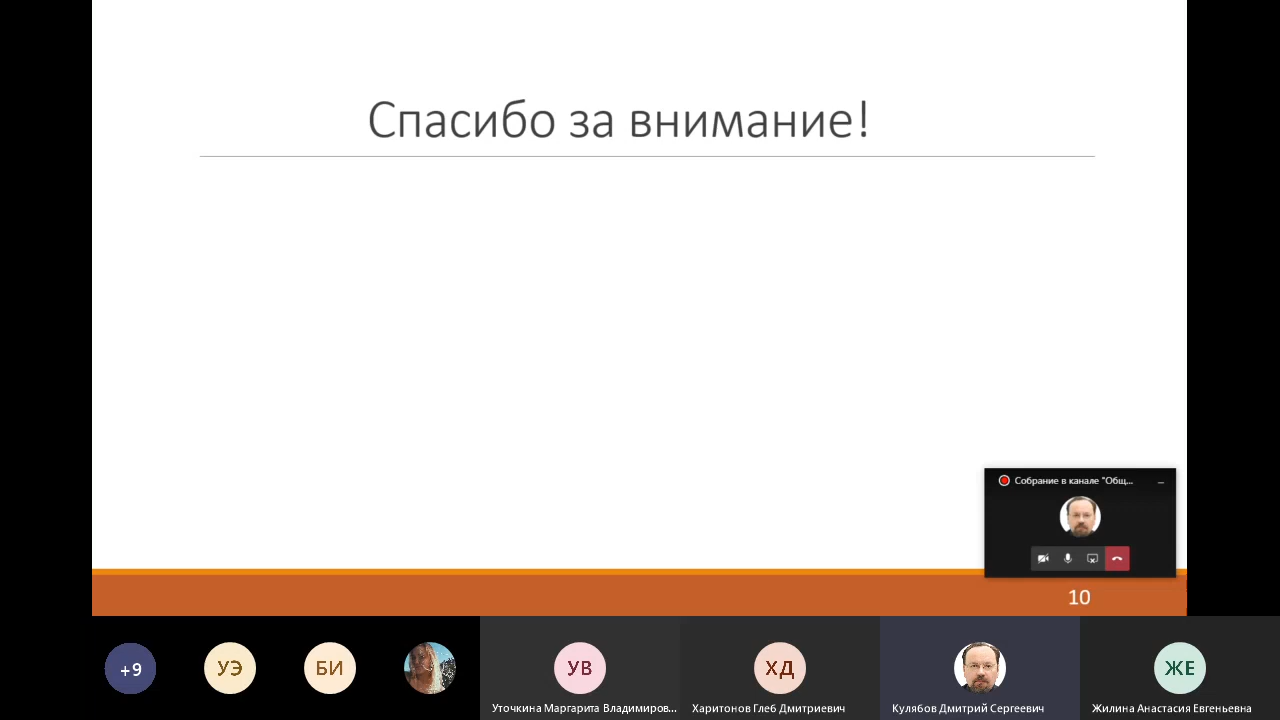 Спасибо за внимание!
Собрание в канале "Общ...
10
+9
УЭ
БИ
УВ
ХД
ЖЕ
Уточкина Маргарита Владимиров...
Харитонов Глеб Дмитриевич
Кулябов Дмитрий Сергеевич
Жилина Анастасия Евгеньевна